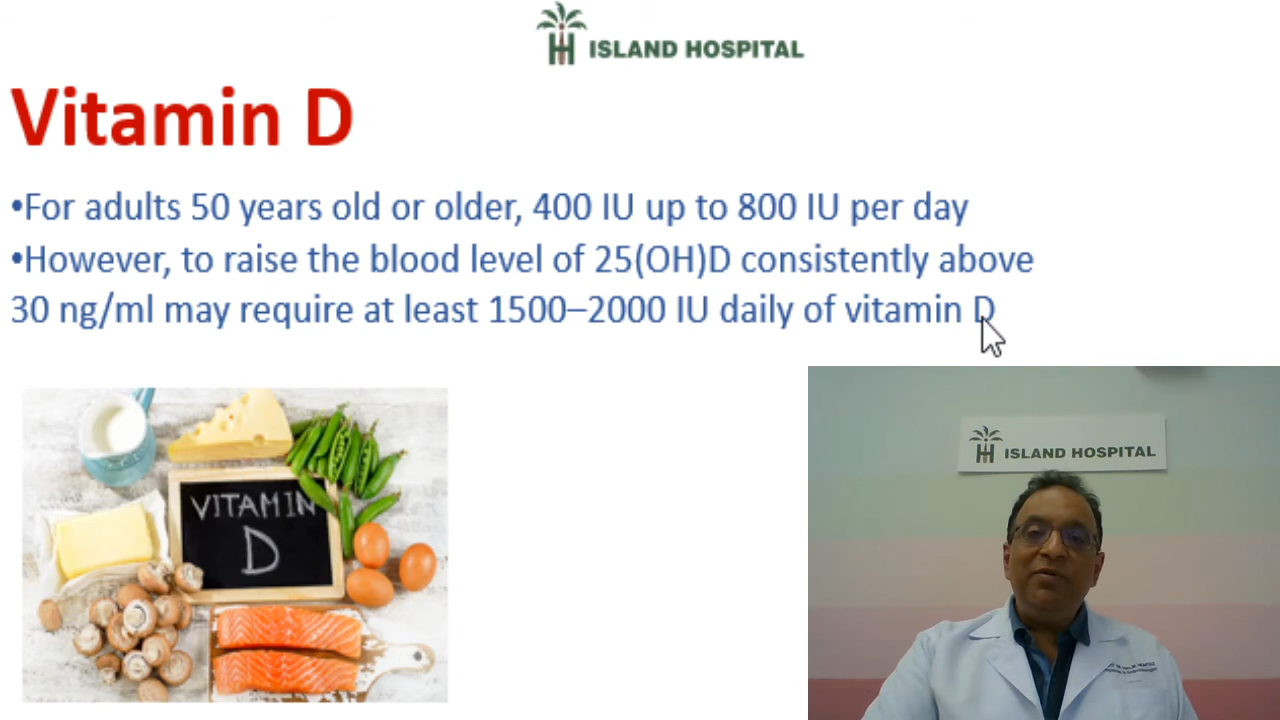 ISLAND HOSPITAL
Vitamin D
•For adults 50 years old or older, 400 IU up to 800 IU per day
•However, to raise the blood level of 25(OH)D consistently above
30 ng/ml may require at least 1500–2000 IU daily of vitamin D
VITAMIN
D
ISLAND HOSPITAL